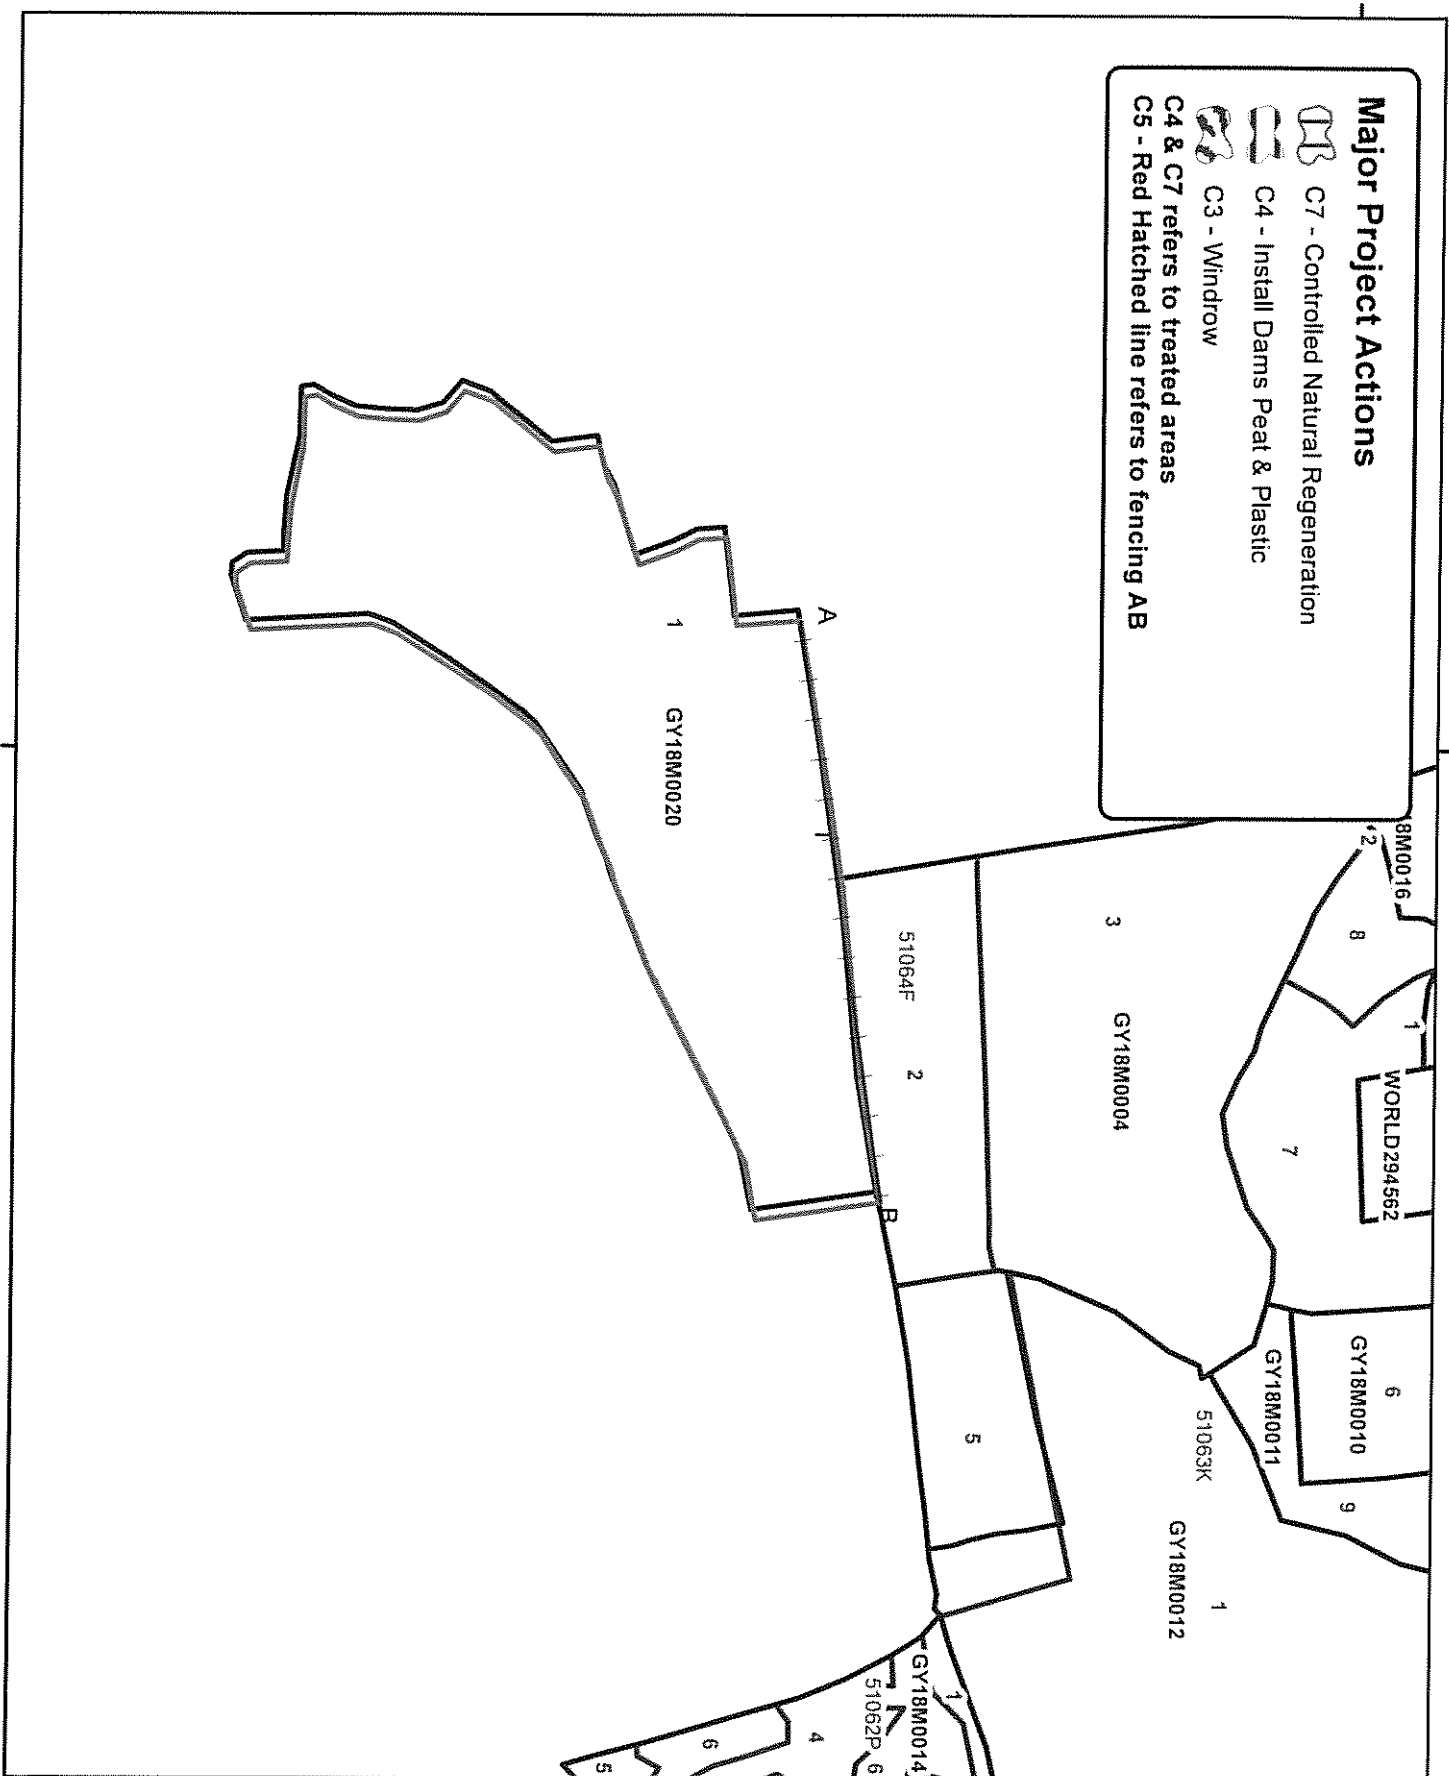 Major Project Actions
C7 - Controlled Natural Regeneration
C4 - Install Dams Peat & Plastic
C3 - Windrow
C4 & C7 refers to treated areas
C5 - Red Hatched line refers to fencing AB
8M0016
2
8
1
WORLD294562
7
6
GY18M0010
GY18M0011
9
3
GY18M0004
51063K
1
GY18M0012
51064F
2
5
A
B
1
GY18M0020
1
GY18M0014
51062P
6
4
6
5